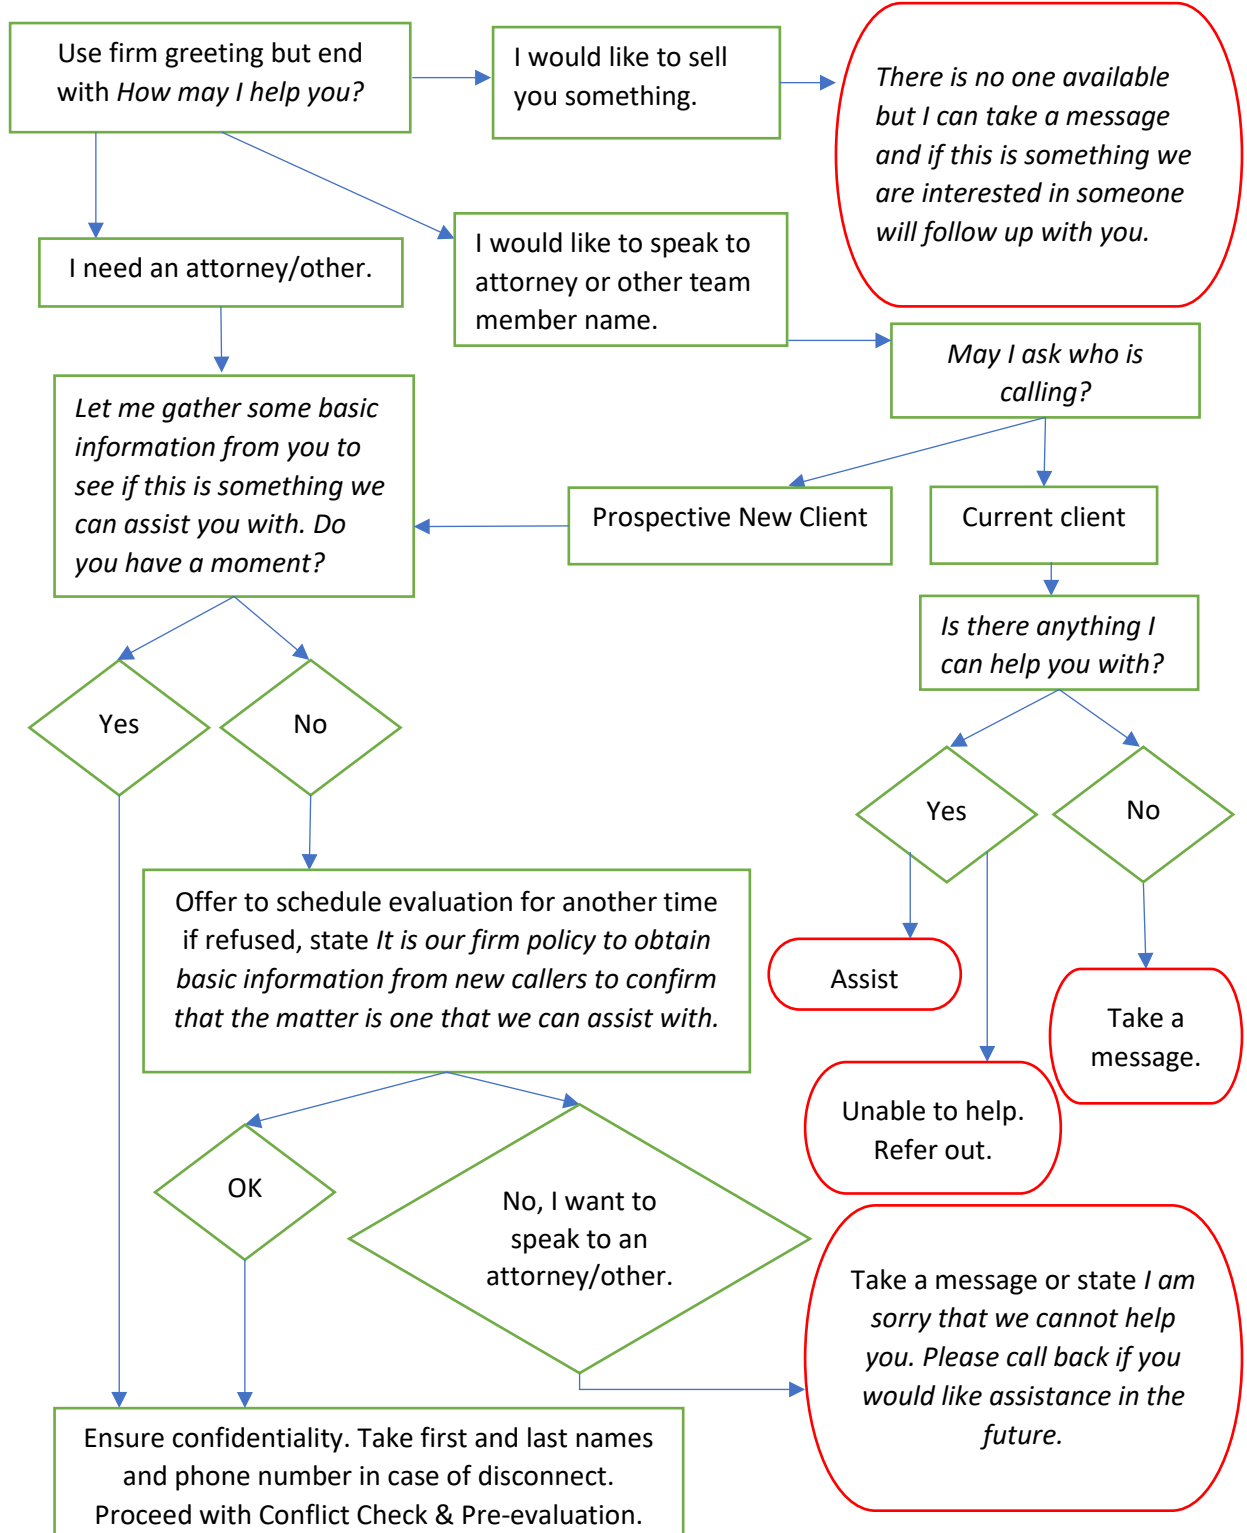 Use firm greeting but end
with How may I help you?
I would like to sell
you something.
There is no one available
but I can take a message
and if this is something we
are interested in someone
will follow up with you.
I need an attorney/other.
I would like to speak to
attorney or other team
member name.
May I ask who is
calling?
Let me gather some basic
information from you to
see if this is something we
can assist you with. Do
you have a moment?
Prospective New Client
Current client
Is there anything I
can help you with?
Yes
No
Yes
No
Offer to schedule evaluation for another time
if refused, state It is our firm policy to obtain
basic information from new callers to confirm
that the matter is one that we can assist with.
Assist
Take a
message.
Unable to help.
Refer out.
OK
No, I want to
speak to an
attorney/other.
Take a message or state I am
sorry that we cannot help
you. Please call back if you
would like assistance in the
future.
Ensure confidentiality. Take first and last names
and phone number in case of disconnect.
Proceed with Conflict Check & Pre-evaluation.